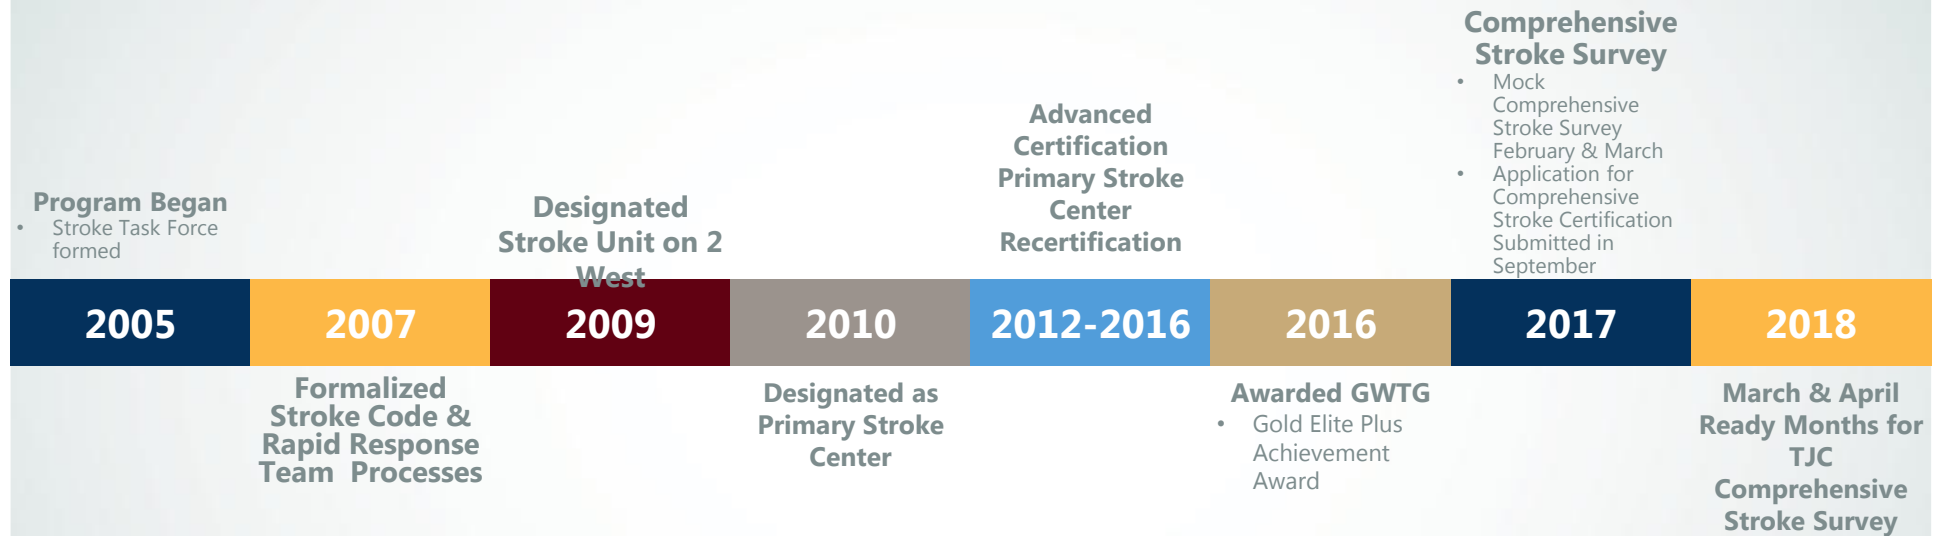 Program Began
• Stroke Task Force
formed
2005
2007
Formalized
Stroke Code &
Rapid Response
Team  Processes
Designated
Stroke Unit on 2
West
2009
2010
Designated as
Primary Stroke
Center
Advanced
Certification
Primary Stroke
Center
Recertification
2012-2016
2016
Awarded GWTG
• Gold Elite Plus
Achievement
Award
Comprehensive
Stroke Survey
• Mock
Comprehensive
Stroke Survey
February & March
• Application for
Comprehensive
Stroke Certification
Submitted in
September
2017
2018
March & April
Ready Months for
TJC
Comprehensive
Stroke Survey